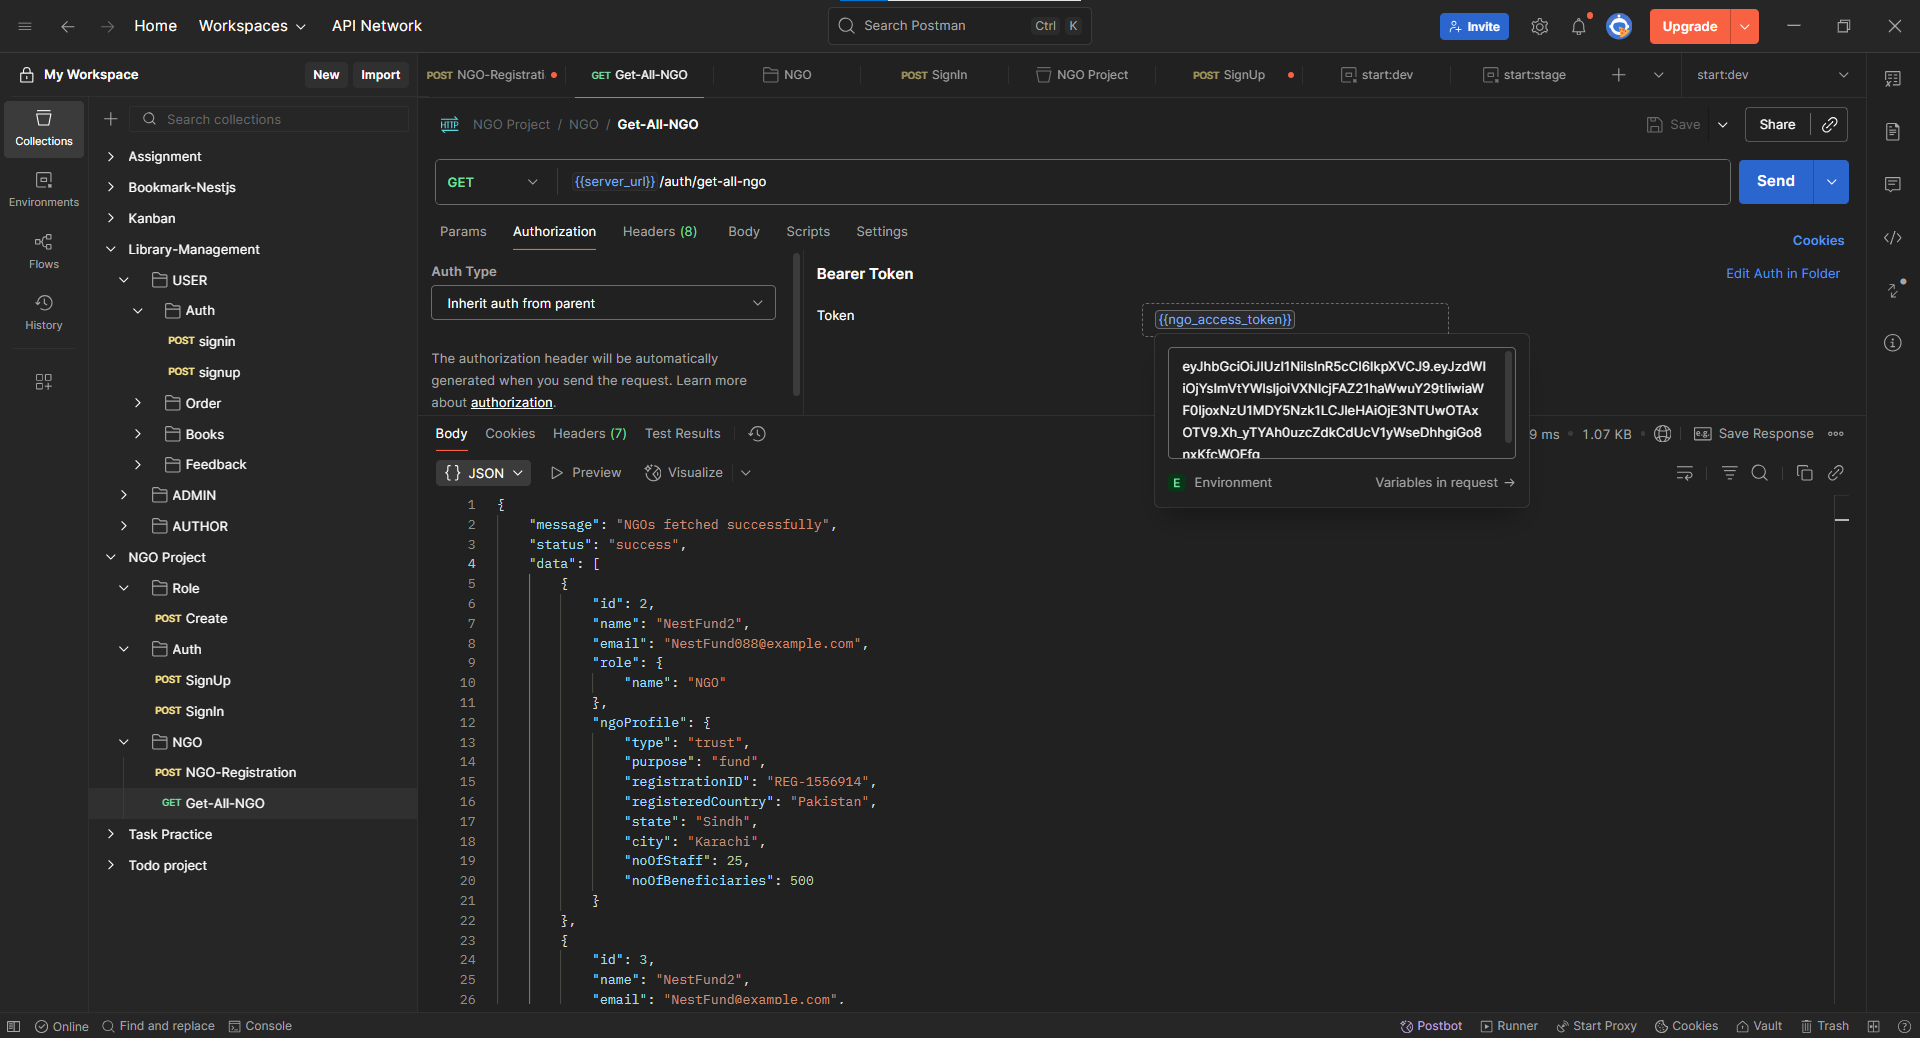 Home
Workspaces
API Network
Search Postman
Ctrl K
Invite
Upgrade
My Workspace
New
Import
POST NGO-Registrati
GET Get-All-NGO
NGO
POST SignIn
NGO Project
POST SignUp
start:dev
start:stage
start:dev
Collections
Environments
Flows
History
Search collections
Assignment
Bookmark-Nestjs
Kanban
Library-Management
USER
Auth
POST signin
POST signup
Order
Books
Feedback
ADMIN
AUTHOR
NGO Project
Role
POST Create
Auth
POST SignUp
POST SignIn
NGO
POST NGO-Registration
GET Get-All-NGO
Task Practice
Todo project
HTTP NGO Project / NGO / Get-All-NGO
Save
Share
GET
{{server_url}} /auth/get-all-ngo
Send
Params
Authorization
Headers (8)
Body
Scripts
Settings
Cookies
Auth Type
Inherit auth from parent
The authorization header will be automatically
generated when you send the request. Learn more
about authorization.
Bearer Token
Edit Auth in Folder
Token
{{ngo_access_token}}
E Environment
Variables in request →
Body
Cookies
Headers (7)
Test Results
9 ms
1.07 KB
e.g. Save Response
{} JSON
Preview
Visualize
1 {
2 "message": "NGOs fetched successfully",
3 "status": "success",
4 "data": [
5 {
6 "id": 2,
7 "name": "NestFund2",
8 "email": "NestFund088@example.com",
9 "role": {
10 "name": "NGO"
11 },
12 "ngoProfile": {
13 "type": "trust",
14 "purpose": "fund",
15 "registrationID": "REG-1556914",
16 "registeredCountry": "Pakistan",
17 "state": "Sindh",
18 "city": "Karachi",
19 "noOfStaff": 25,
20 "noOfBeneficiaries": 500
21 }
22 },
23 {
24 "id": 3,
25 "name": "NestFund2",
26 "email": "NestFund@example.com",
Online
Find and replace
Console
Postbot
Runner
Start Proxy
Cookies
Vault
Trash